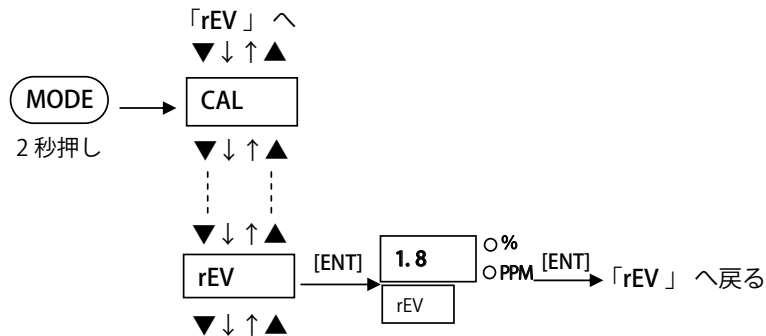 「rEV 」 へ
▼↓↑▲
MODE
CAL
2 秒押し
▼↓↑▲
▼↓↑▲
rEV
[ENT]
1. 8
○%
○PPM
rEV
[ENT]
「rEV 」 へ戻る
▼↓↑▲